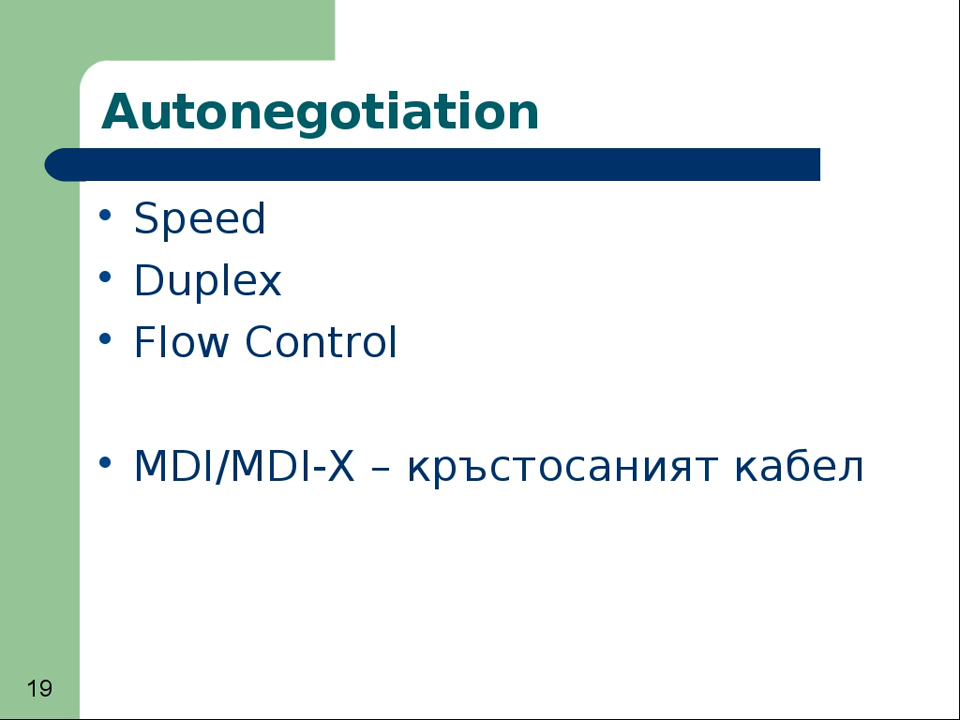 Autonegotiation
• Speed
• Duplex
• Flow Control
• MDI/MDI-X – кръстосаният кабел
19